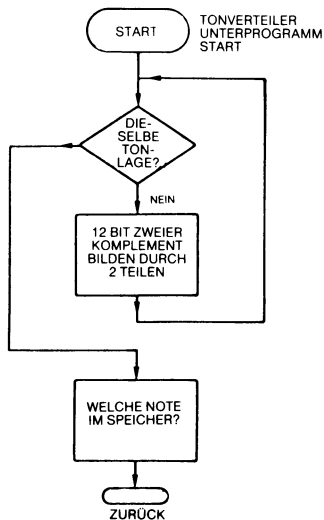 START
TONVERTEILER
UNTERPROGRAMM
START
DIE-
SELBE
TON-
LAGE?
NEIN
12 BIT ZWEIER
KOMPLEMENT
BILDEN DURCH
2 TEILEN
WELCHE NOTE
IM SPEICHER?
ZURÜCK